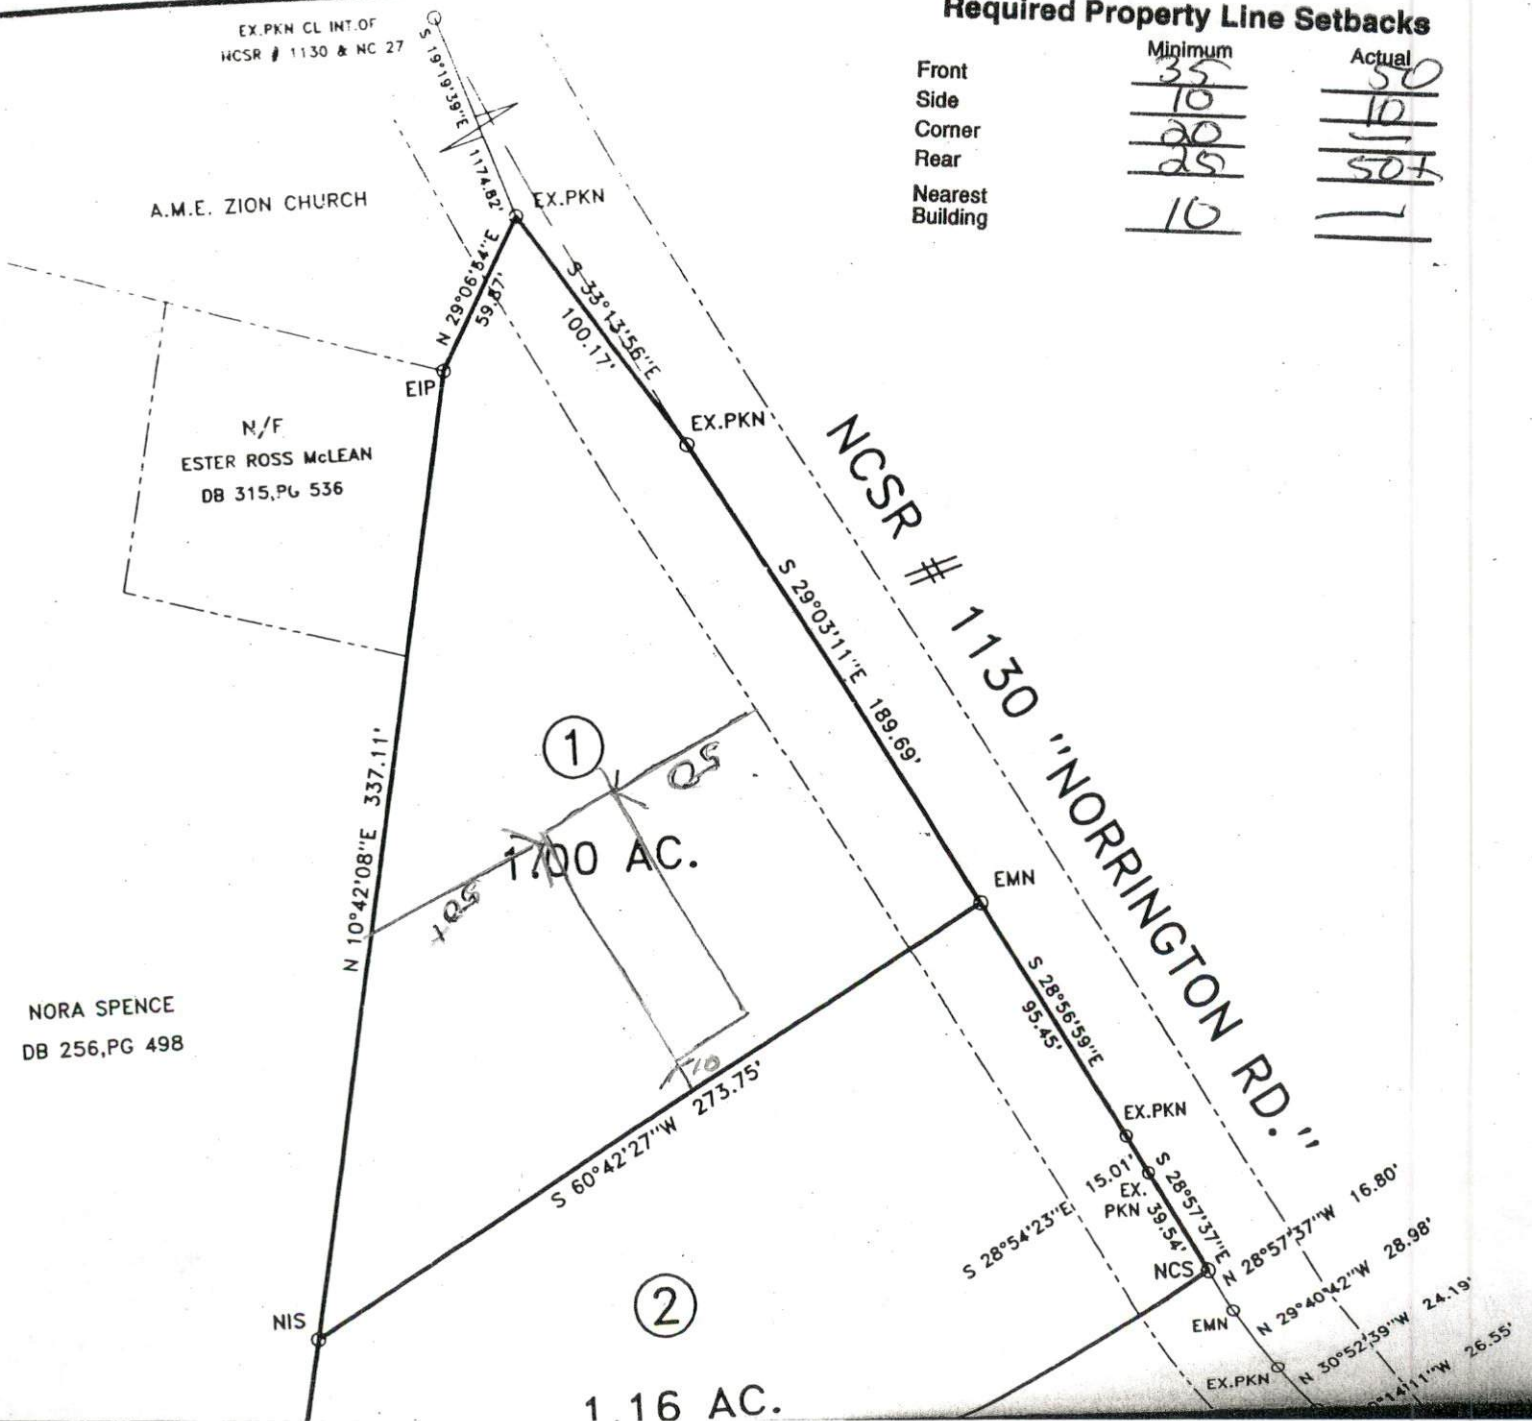 Required Property Line Setbacks
Minimum Actual
Front 35 50
Side 10 10
Corner 20 —
Rear 25 50+
Nearest
Building 10 —
EX.PKN CL INT.OF
NCSR # 1130 & NC 27
S 19°19'39"E 1174.82'
A.M.E. ZION CHURCH
EX.PKN
N 29°06'54"E
S 33°13'56"E
100.17'
EIP
EX.PKN
N/F
ESTER ROSS McLEAN
DB 315,PG 536
NCSR # 1130 "NORRINGTON RD."
S 29°03'11"E 189.69'
1
50
N 10°42'08"E 337.11'
1.00 AC.
50+
EMN
S 28°56'59"E
95.45'
NORA SPENCE
DB 256,PG 498
10
S 60°42'27"W 273.75'
EX.PKN
S 28°54'23"E 15.01'
EX.
PKN
S 28°57'37"E
39.54'
NCS
N 28°57'37"W 16.80'
NIS
2
EMN
N 29°40'42"W 28.98'
EX.PKN
N 30°52'39"W 24.19'
14'11"W 26.55'
1.16 AC.